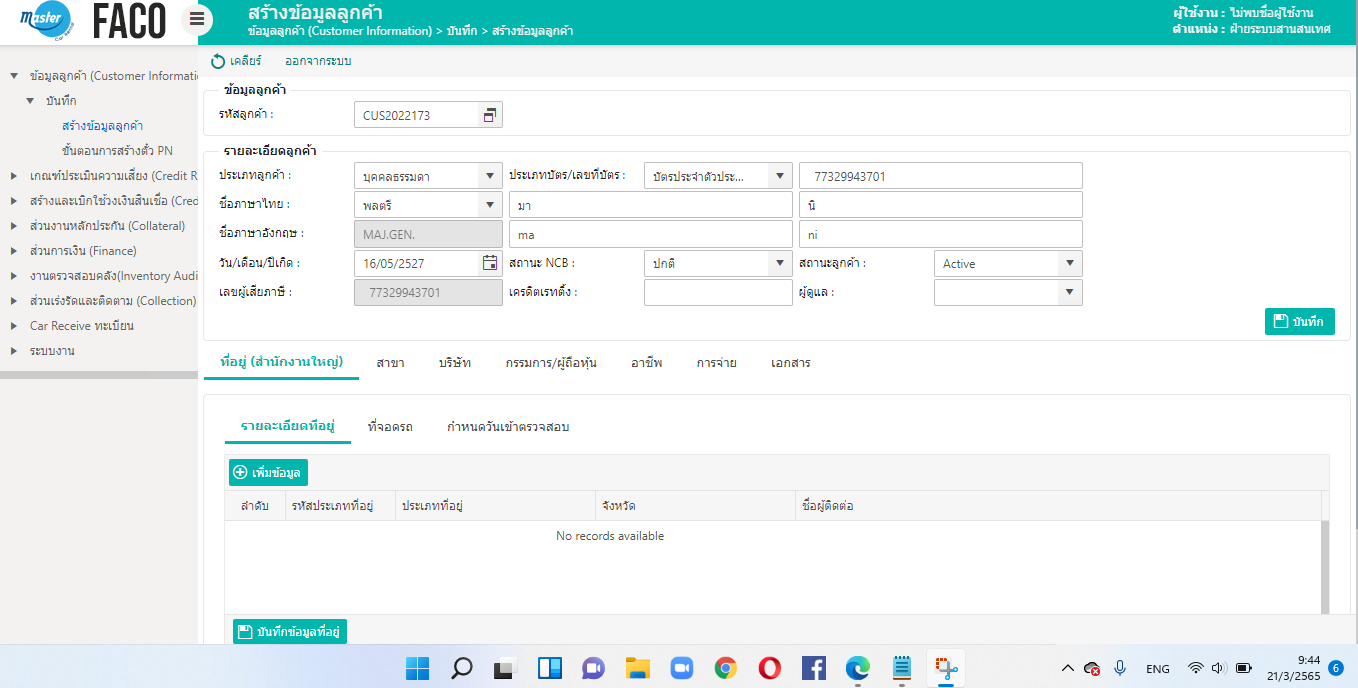 Master
Car Rental
FACO
สร้างข้อมูลลูกค้า
ข้อมูลลูกค้า (Customer Information) > บันทึก > สร้างข้อมูลลูกค้า
ผู้ใช้งาน : ไม่พบชื่อผู้ใช้งาน
ตำแหน่ง : ฝ่ายระบบสานสนเทศ
เคลียร์ ออกจากระบบ
ข้อมูลลูกค้า (Customer Informati
บันทึก
สร้างข้อมูลลูกค้า
ขั้นตอนการสร้างตั๋ว PN
เกณฑ์ประเมินความเสี่ยง (Credit R
สร้างและเบิกใช้วงเงินสินเชื่อ (Cred
ส่วนงานหลักประกัน (Collateral)
ส่วนการเงิน (Finance)
งานตรวจสอบคลัง(Inventory Audi
ส่วนเร่งรัดและติดตาม (Collection)
Car Receive ทะเบียน
ระบบงาน
ข้อมูลลูกค้า
รหัสลูกค้า : CUS2022173
รายละเอียดลูกค้า
ประเภทลูกค้า : บุคคลธรรมดา ประเภทบัตร/เลขที่บัตร : บัตรประจำตัวประ... 77329943701
ชื่อภาษาไทย : พลตรี มา นิ
ชื่อภาษาอังกฤษ : MAJ.GEN. ma ni
วัน/เดือน/ปีเกิด : 16/05/2527 สถานะ NCB : ปกติ สถานะลูกค้า : Active
เลขผู้เสียภาษี : 77329943701 เครดิตเรทติ้ง : ผู้ดูแล :
บันทึก
ที่อยู่ (สำนักงานใหญ่) สาขา บริษัท กรรมการ/ผู้ถือหุ้น อาชีพ การจ่าย เอกสาร
รายละเอียดที่อยู่ ที่จอดรถ กำหนดวันเข้าตรวจสอบ
เพิ่มข้อมูล
ลำดับ รหัสประเภทที่อยู่ ประเภทที่อยู่ จังหวัด ชื่อผู้ติดต่อ
No records available
บันทึกข้อมูลที่อยู่
ENG
9:44
21/3/2565
6